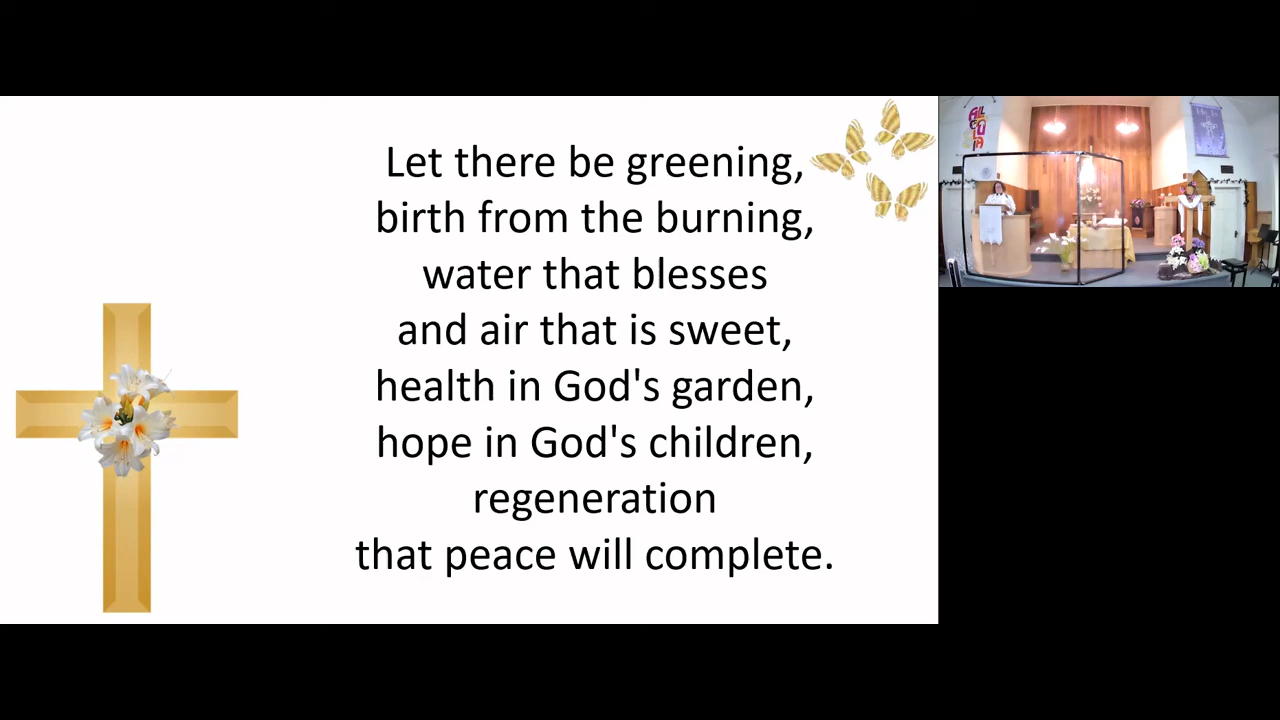 Let there be greening,
birth from the burning,
water that blesses
and air that is sweet,
health in God's garden,
hope in God's children,
regeneration
that peace will complete.